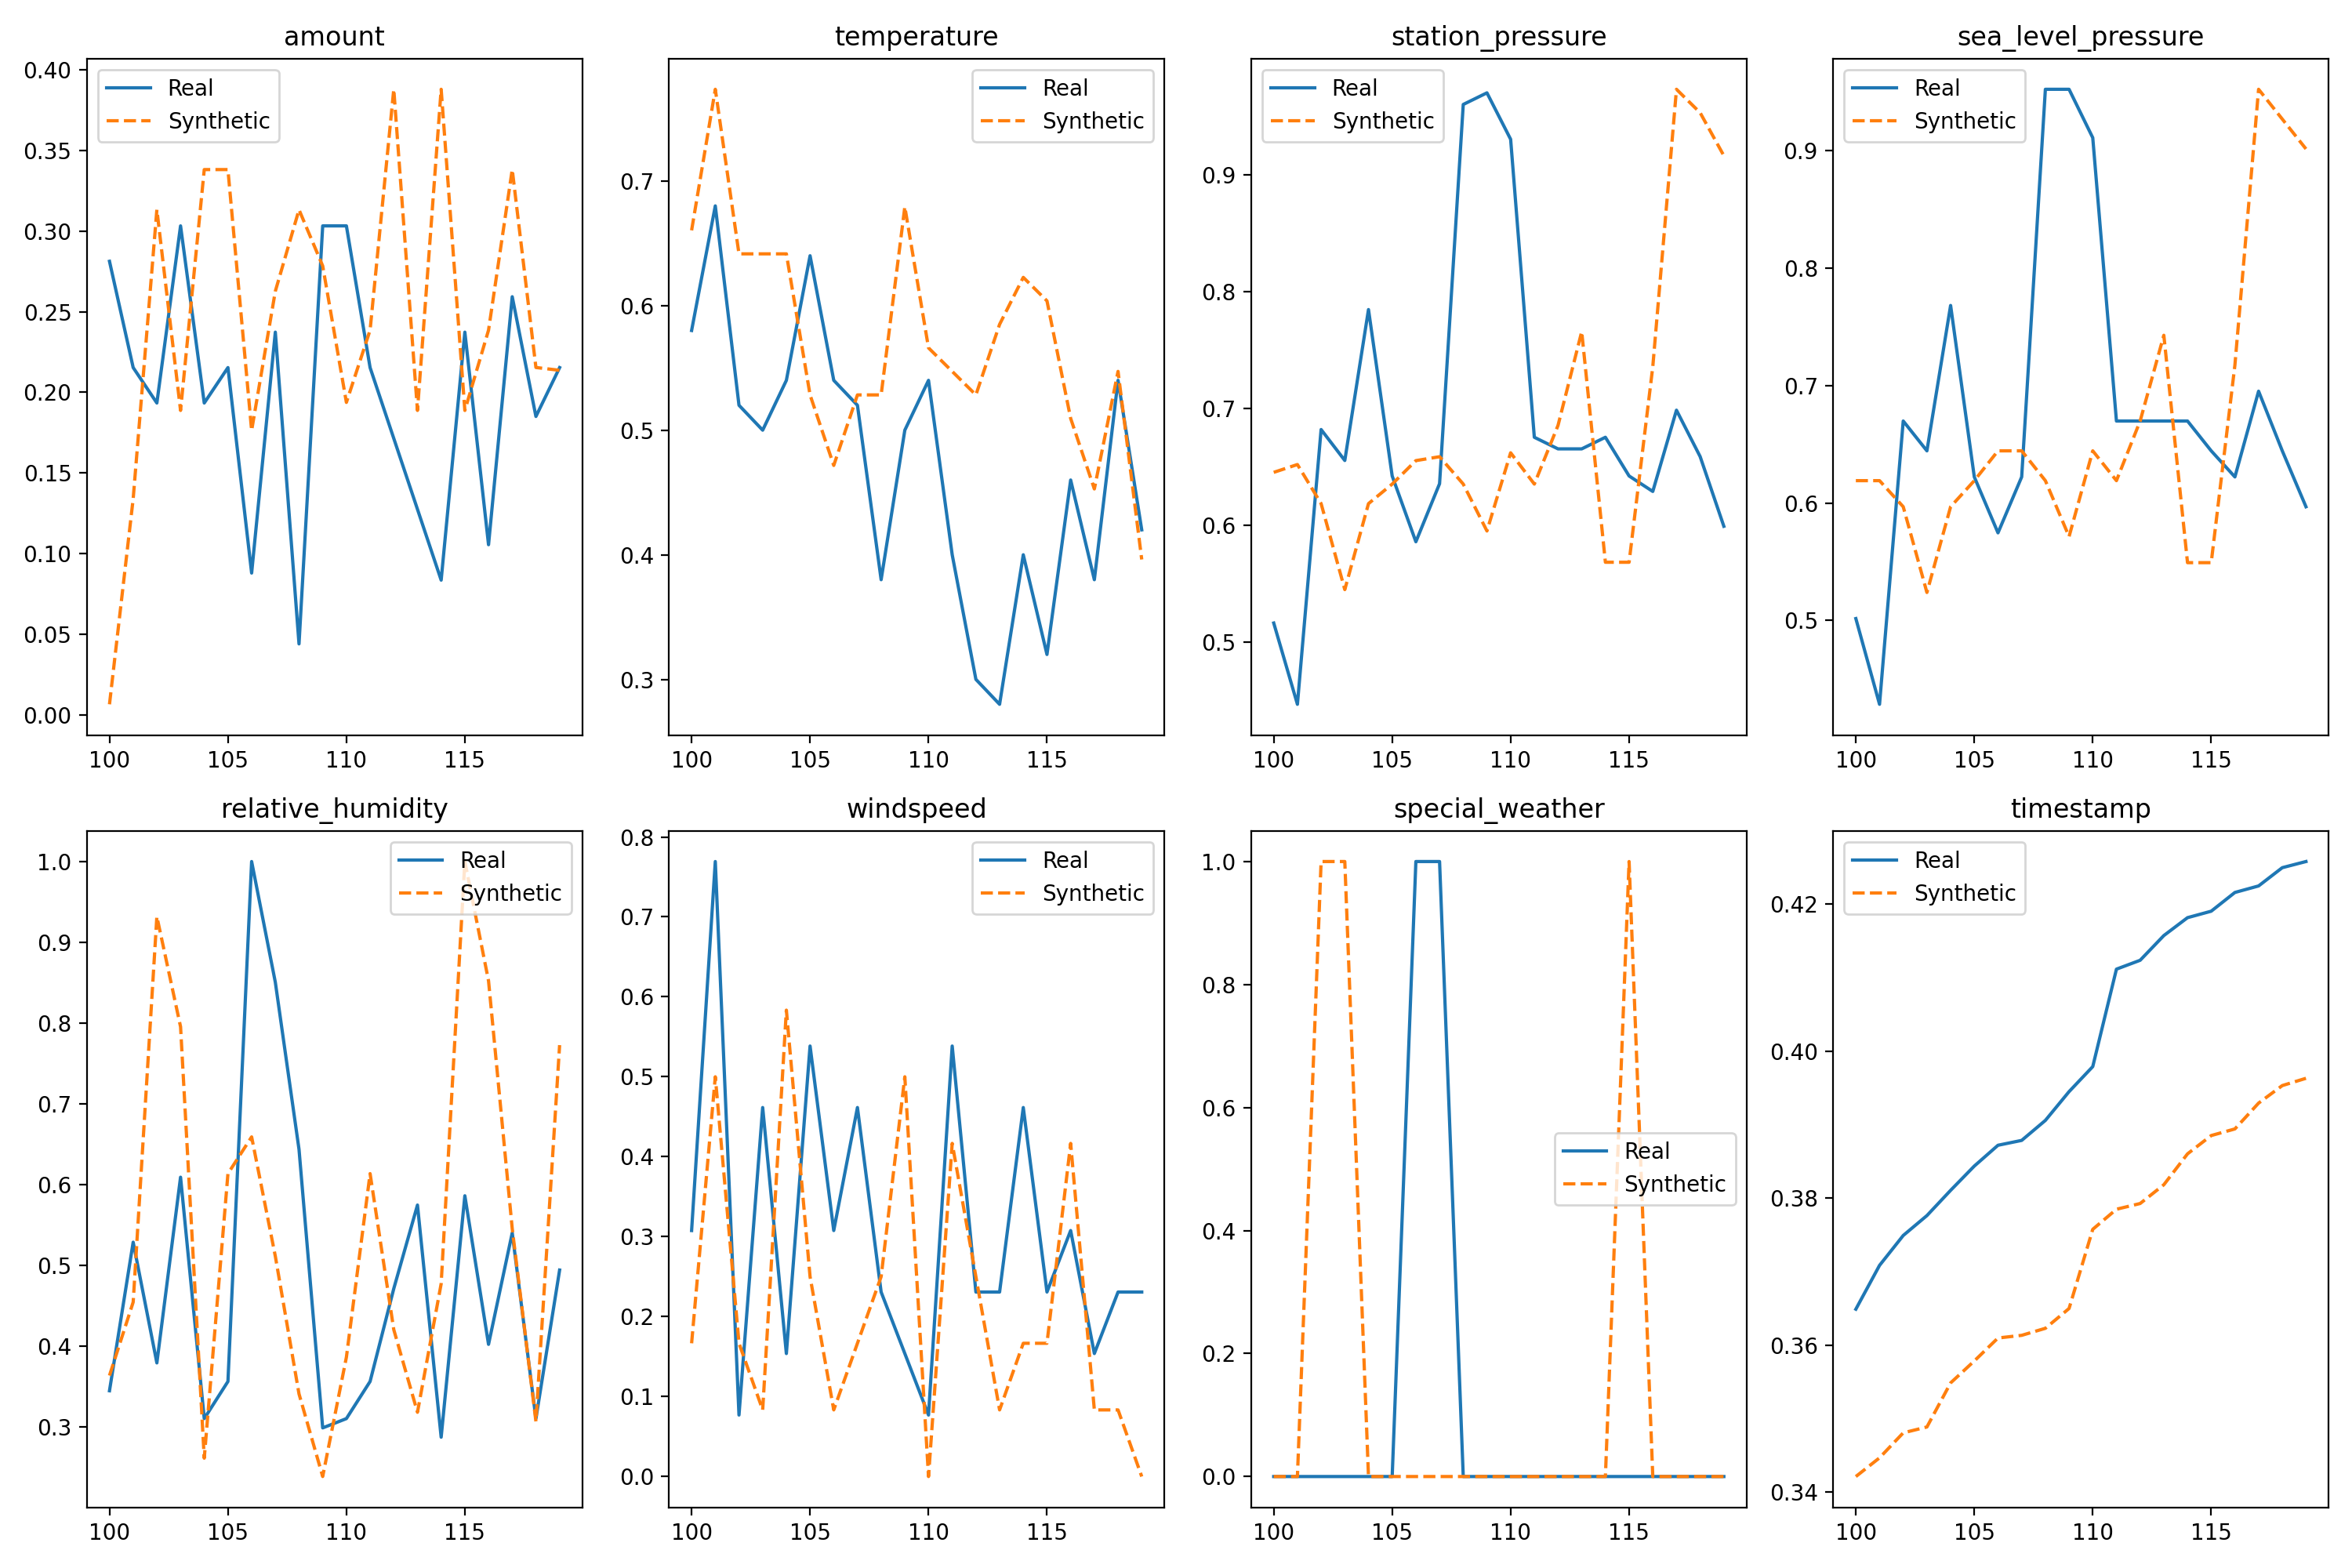 amount
0.40
0.35
0.30
0.25
0.20
0.15
0.10
0.05
0.00
100 105 110 115
Real
Synthetic
temperature
0.7
0.6
0.5
0.4
0.3
100 105 110 115
Real
Synthetic
station_pressure
0.9
0.8
0.7
0.6
0.5
100 105 110 115
Real
Synthetic
sea_level_pressure
0.9
0.8
0.7
0.6
0.5
100 105 110 115
Real
Synthetic
relative_humidity
1.0
0.9
0.8
0.7
0.6
0.5
0.4
0.3
100 105 110 115
Real
Synthetic
windspeed
0.8
0.7
0.6
0.5
0.4
0.3
0.2
0.1
0.0
100 105 110 115
Real
Synthetic
special_weather
1.0
0.8
0.6
0.4
0.2
0.0
100 105 110 115
Real
Synthetic
timestamp
0.42
0.40
0.38
0.36
0.34
100 105 110 115
Real
Synthetic